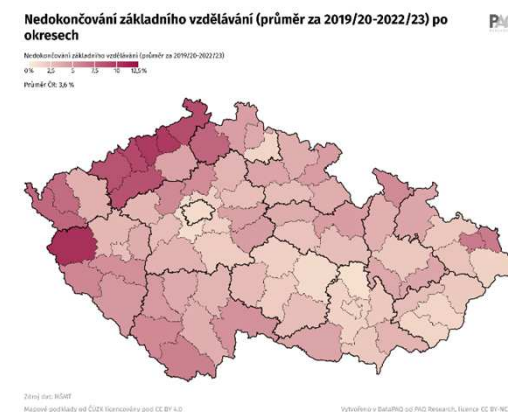 Nedokončování základního vzdělávání (průměr za 2019/20-2022/23) po
okresech
Nedokončování základního vzdělávání (průměr za 2019/20-2022/23)
0% 2,5 5 7,5 10 12,5%
Průměr ČR: 3,6 %
Zdroj dat: MŠMT
Mapové podklady od ČÚZK licencovány pod CC BY 4.0
Vytvořeno v DataPAQ od PAQ Research, licence CC BY-NC